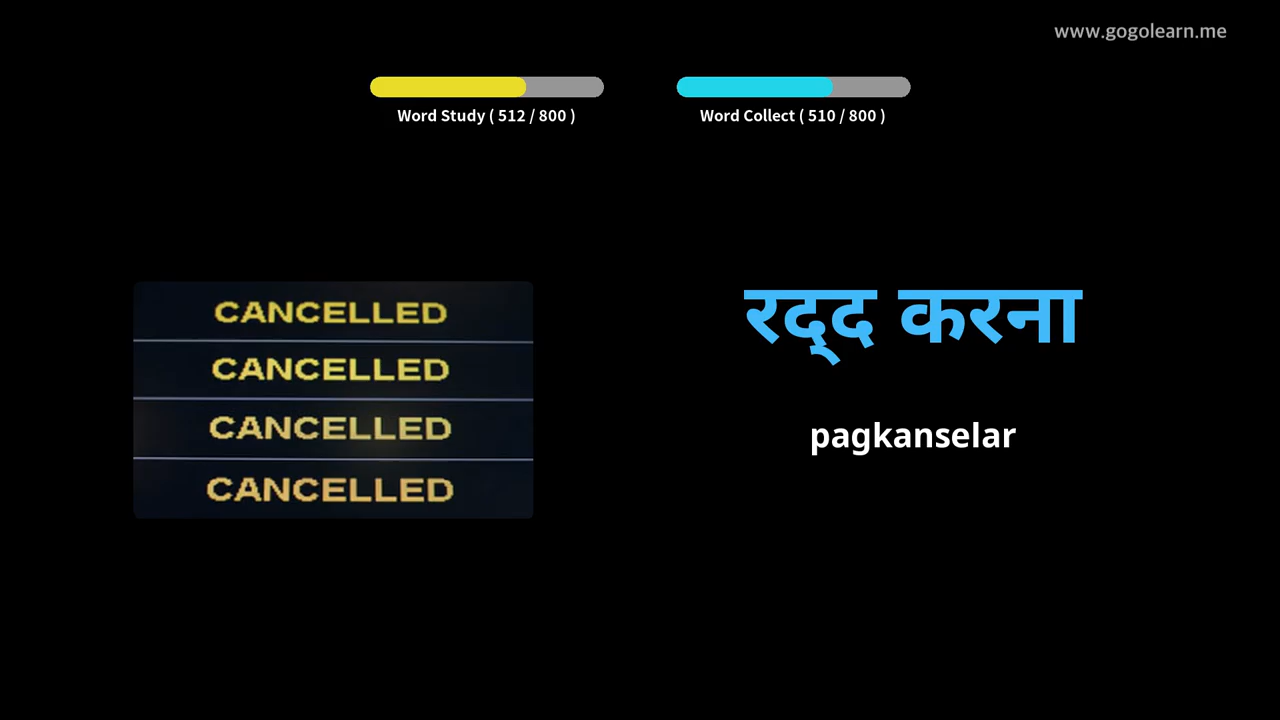 www.gogolearn.me
Word Study ( 512 / 800 )
Word Collect ( 510 / 800 )
CANCELLED
CANCELLED
CANCELLED
CANCELLED
रद्द करना
pagkanselar